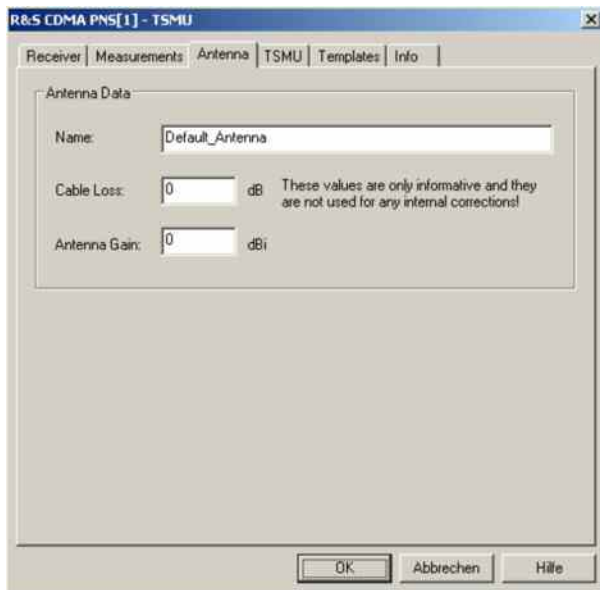 R&S CDMA PNS[1] - TSMU
Receiver Measurements Antenna TSMU Templates Info
Antenna Data
Name: Default_Antenna
Cable Loss: 0 dB These values are only informative and they
are not used for any internal corrections!
Antenna Gain: 0 dBi
OK Abbrechen Hilfe